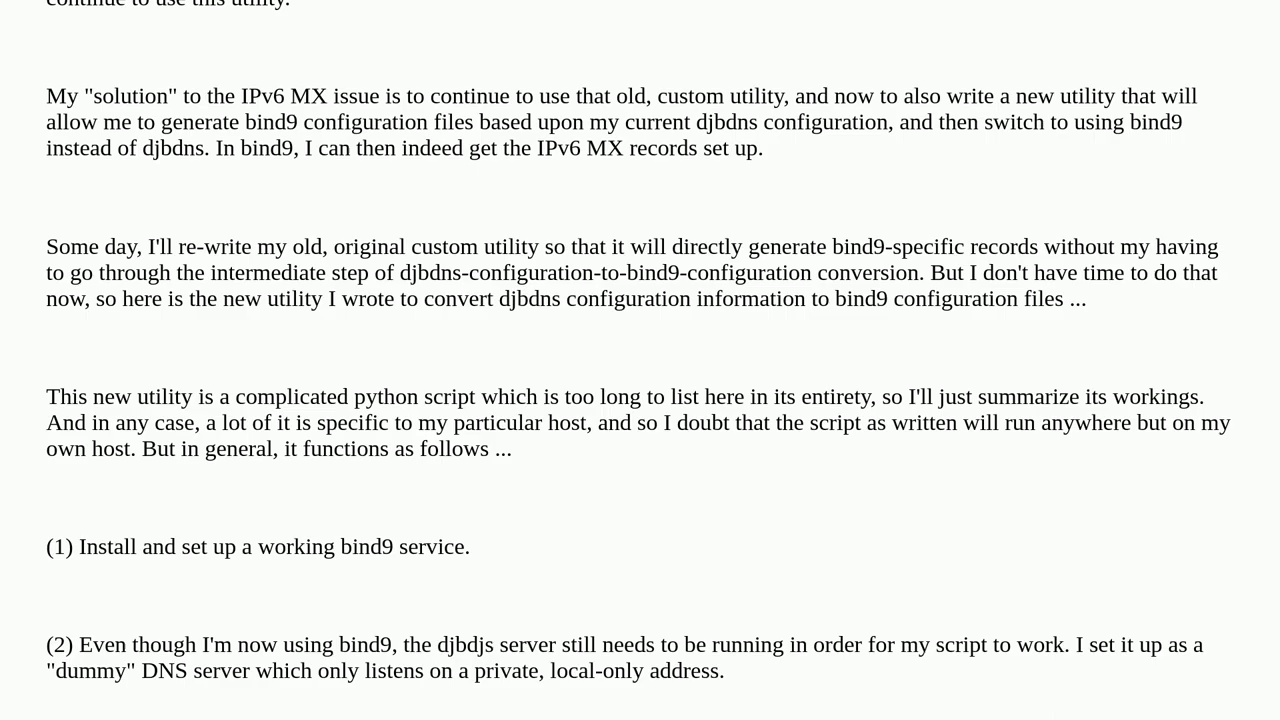 continue to use this utility.
My "solution" to the IPv6 MX issue is to continue to use that old, custom utility, and now to also write a new utility that will
allow me to generate bind9 configuration files based upon my current djbdns configuration, and then switch to using bind9
instead of djbdns. In bind9, I can then indeed get the IPv6 MX records set up.
Some day, I'll re-write my old, original custom utility so that it will directly generate bind9-specific records without my having
to go through the intermediate step of djbdns-configuration-to-bind9-configuration conversion. But I don't have time to do that
now, so here is the new utility I wrote to convert djbdns configuration information to bind9 configuration files ...
This new utility is a complicated python script which is too long to list here in its entirety, so I'll just summarize its workings.
And in any case, a lot of it is specific to my particular host, and so I doubt that the script as written will run anywhere but on my
own host. But in general, it functions as follows ...
(1) Install and set up a working bind9 service.
(2) Even though I'm now using bind9, the djbdjs server still needs to be running in order for my script to work. I set it up as a
"dummy" DNS server which only listens on a private, local-only address.